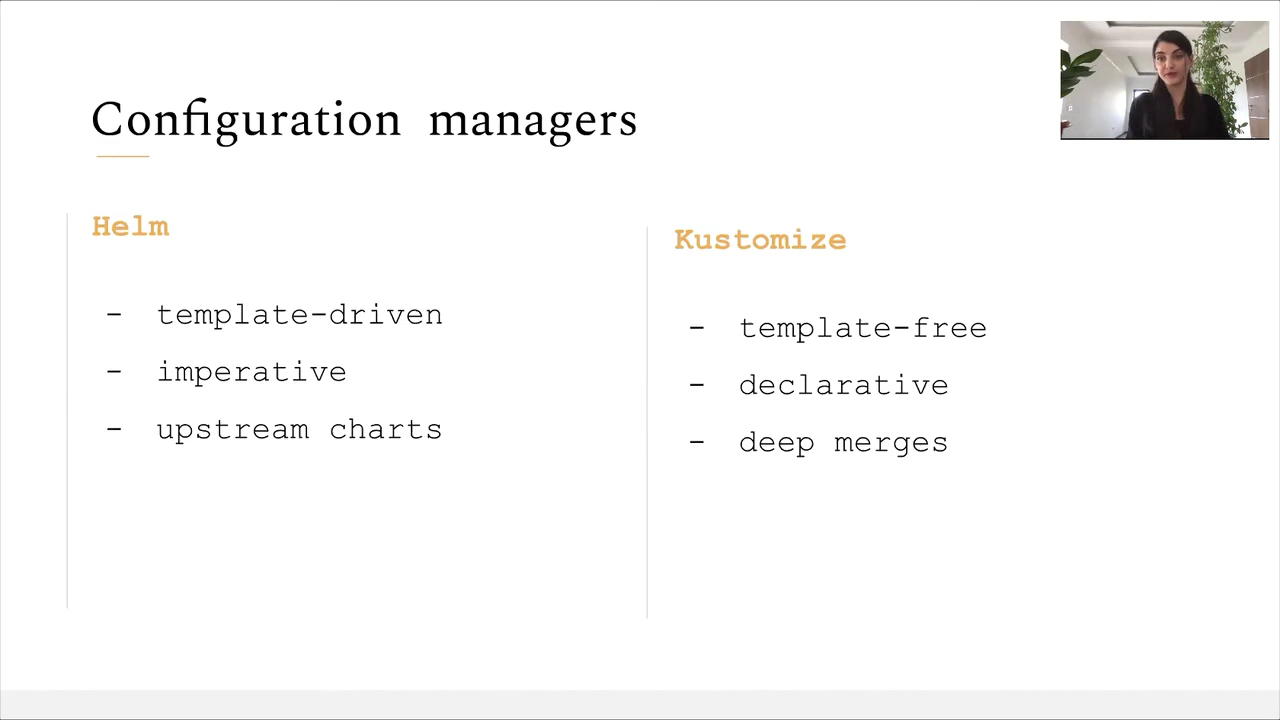 Configuration managers
Helm
- template-driven
- imperative
- upstream charts
Kustomize
- template-free
- declarative
- deep merges